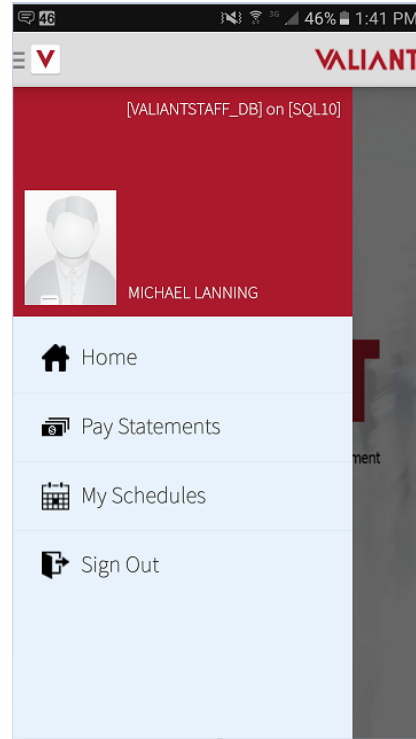 46 3G 46% 1:41 PM
V VALIANT
[VALIANTSTAFF_DB] on [SQL10]
MICHAEL LANNING
Home
Pay Statements
ment
My Schedules
Sign Out